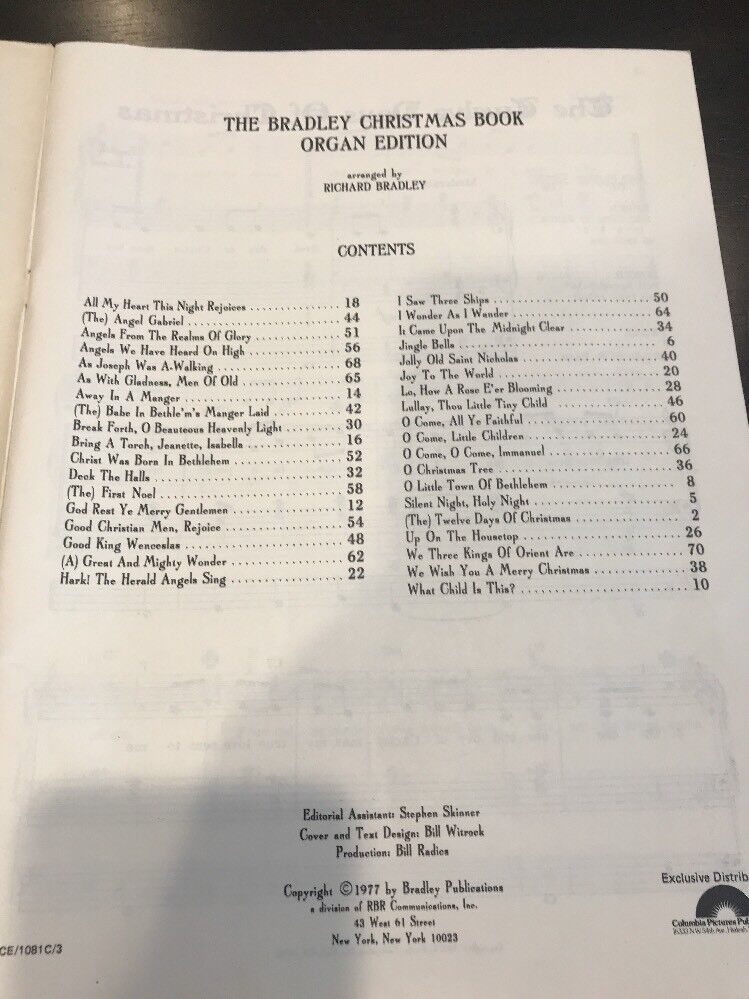 THE BRADLEY CHRISTMAS BOOK
ORGAN EDITION
arranged by
RICHARD BRADLEY
CONTENTS
All My Heart This Night Rejoices .............. 18
(The) Angel Gabriel .............. 44
Angels From The Realms Of Glory .............. 51
Angels We Have Heard On High .............. 56
As Joseph Was A-Walking .............. 68
As With Gladness, Men Of Old .............. 65
Away In A Manger .............. 14
(The) Babe In Bethle'm's Manger Laid .............. 42
Break Forth, O Beauteous Heavenly Light .............. 30
Bring A Torch, Jeanette, Isabella .............. 16
Christ Was Born In Bethlehem .............. 52
Deck The Halls .............. 32
(The) First Noel .............. 58
God Rest Ye Merry Gentlemen .............. 12
Good Christian Men, Rejoice .............. 54
Good King Wenceslas .............. 48
(A) Great And Mighty Wonder .............. 62
Hark! The Herald Angels Sing .............. 22
I Saw Three Ships .............. 50
I Wonder As I Wander .............. 64
It Came Upon The Midnight Clear .............. 34
Jingle Bells .............. 6
Jolly Old Saint Nicholas .............. 40
Joy To The World .............. 20
Lo, How A Rose E'er Blooming .............. 28
Lullay, Thou Little Tiny Child .............. 46
O Come, All Ye Faithful .............. 60
O Come, Little Children .............. 24
O Come, O Come, Immanuel .............. 66
O Christmas Tree .............. 36
O Little Town Of Bethlehem .............. 8
Silent Night, Holy Night .............. 5
(The) Twelve Days Of Christmas .............. 2
Up On The Housetop .............. 26
We Three Kings Of Orient Are .............. 70
We Wish You A Merry Christmas .............. 38
What Child Is This? .............. 10
Editorial Assistant: Stephen Skinner
Cover and Text Design: Bill Witrock
Production: Bill Radics
Copyright ©1977 by Bradley Publications
a division of RBR Communications, Inc.
43 West 61 Street
New York, New York 10023
Exclusive Distrib
Columbia Pictures Pub
CE/1081C/3